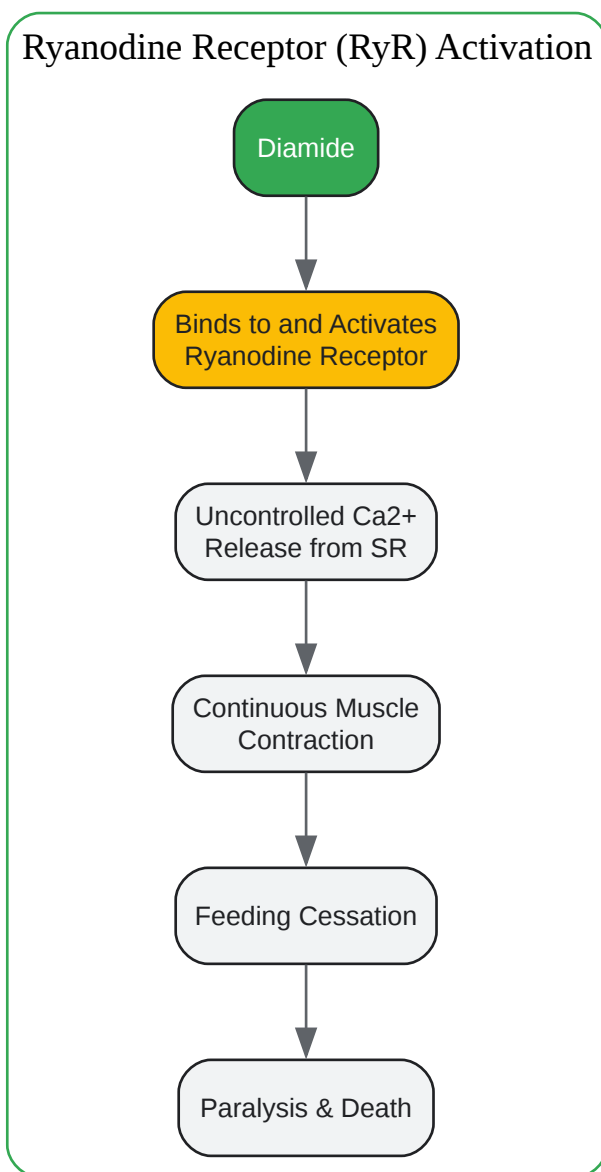 Ryanodine Receptor (RyR) Activation
Diamide
Binds to and Activates
Ryanodine Receptor
Uncontrolled Ca2+
Release from SR
Continuous Muscle
Contraction
Feeding Cessation
Paralysis & Death